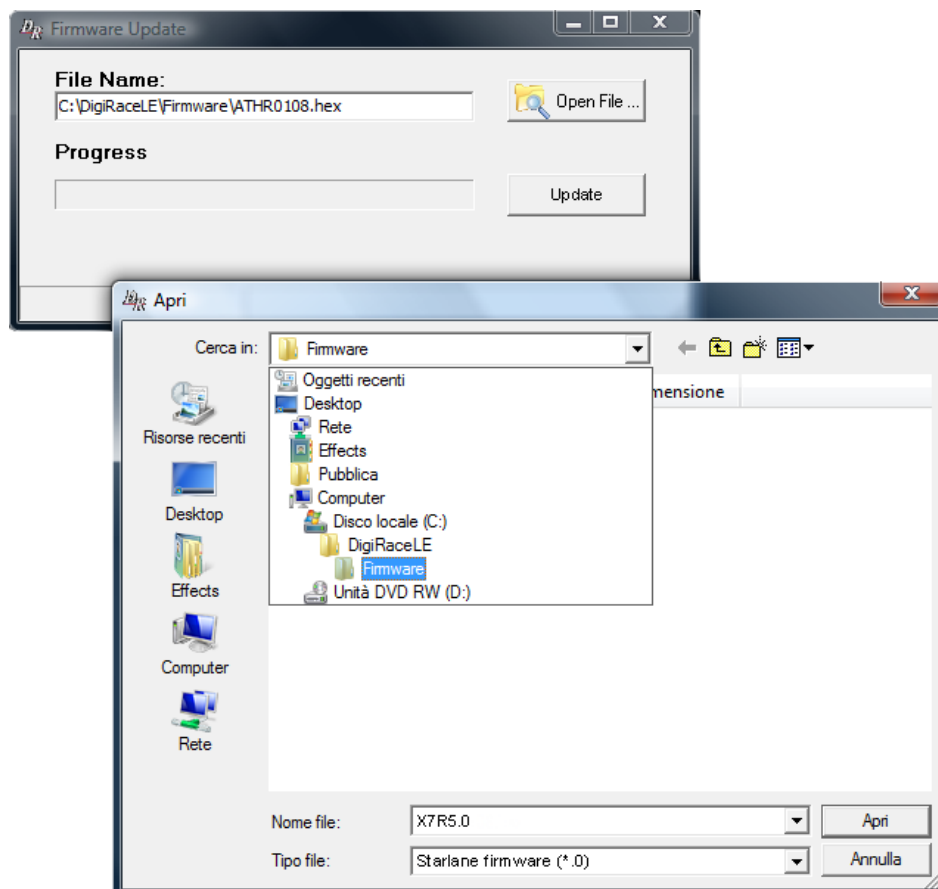 DR Firmware Update
File Name:
C:\DigiRaceLE\Firmware\ATHR0108.hex
Open File ...
Progress
Update
DR Apri
Cerca in:
Firmware
mensione
Oggetti recenti
Desktop
Rete
Effects
Pubblica
Computer
Disco locale (C:)
DigiRaceLE
Firmware
Unità DVD RW (D:)
Risorse recenti
Desktop
Effects
Computer
Rete
Nome file:
X7R5.0
Apri
Tipo file:
Starlane firmware (*.0)
Annulla